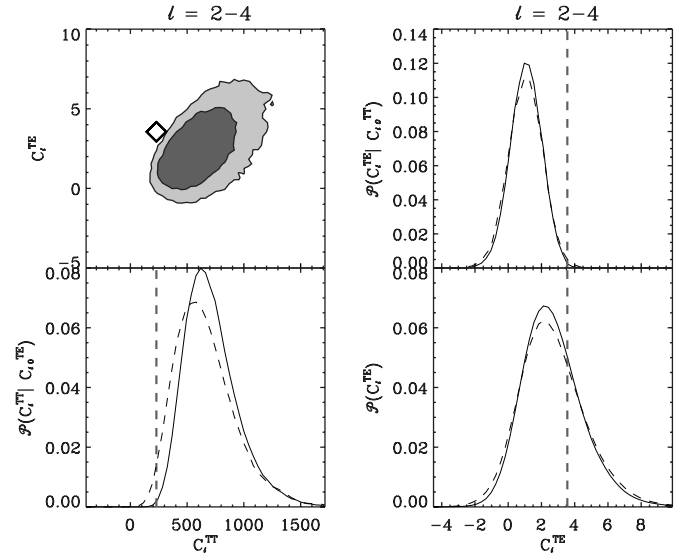 ℓ = 2-4
ℓ = 2-4
10
5
0
-5
C_ℓ^TE
0.14
0.12
0.10
0.08
0.06
0.04
0.02
0.00
𝒫(C_ℓ^TE| C_ℓ0^TT)
0.08
0.06
0.04
0.02
0.00
𝒫(C_ℓ^TT| C_ℓ0^TE)
0 500 1000 1500
C_ℓ^TT
0.08
0.06
0.04
0.02
0.00
𝒫(C_ℓ^TE)
-4 -2 0 2 4 6 8
C_ℓ^TE